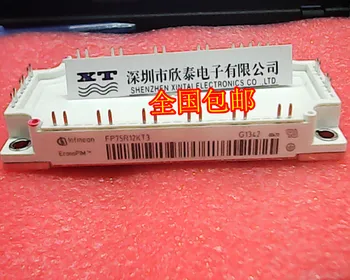 XT
深圳市欣泰电子有限公司
SHENZHEN XINTAI ELECTRONICS CO.,LTD
全国包邮
infineon FP75R12KT3 G1342
EconoPIM™